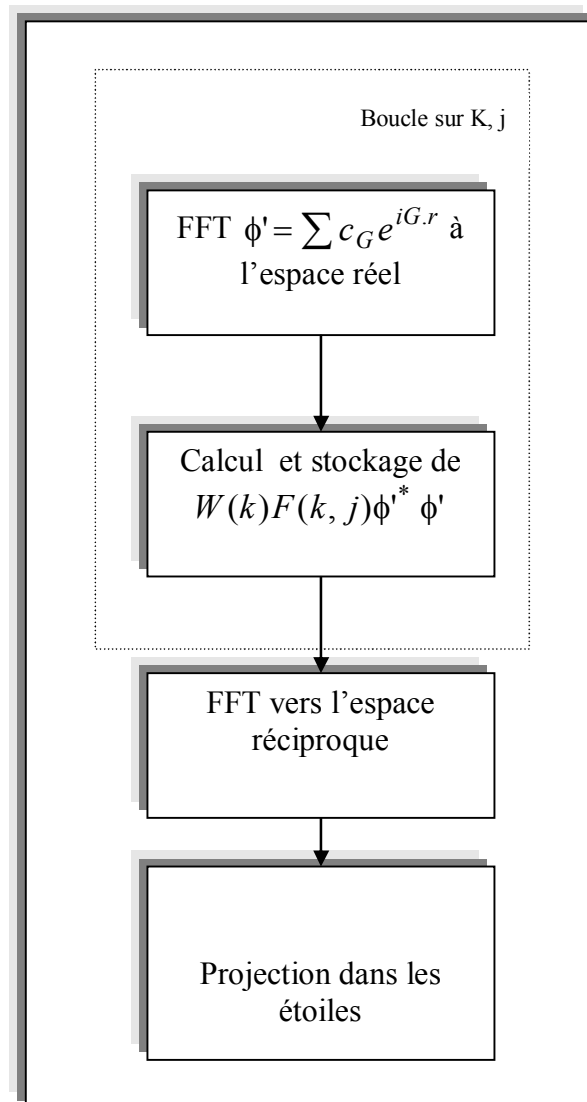 Boucle sur K, j
FFT ϕ'= ∑ c_G e^{iG.r} à
l’espace réel
Calcul et stockage de
W(k)F(k, j)ϕ'^* ϕ'
FFT vers l’espace
réciproque
Projection dans les
étoiles